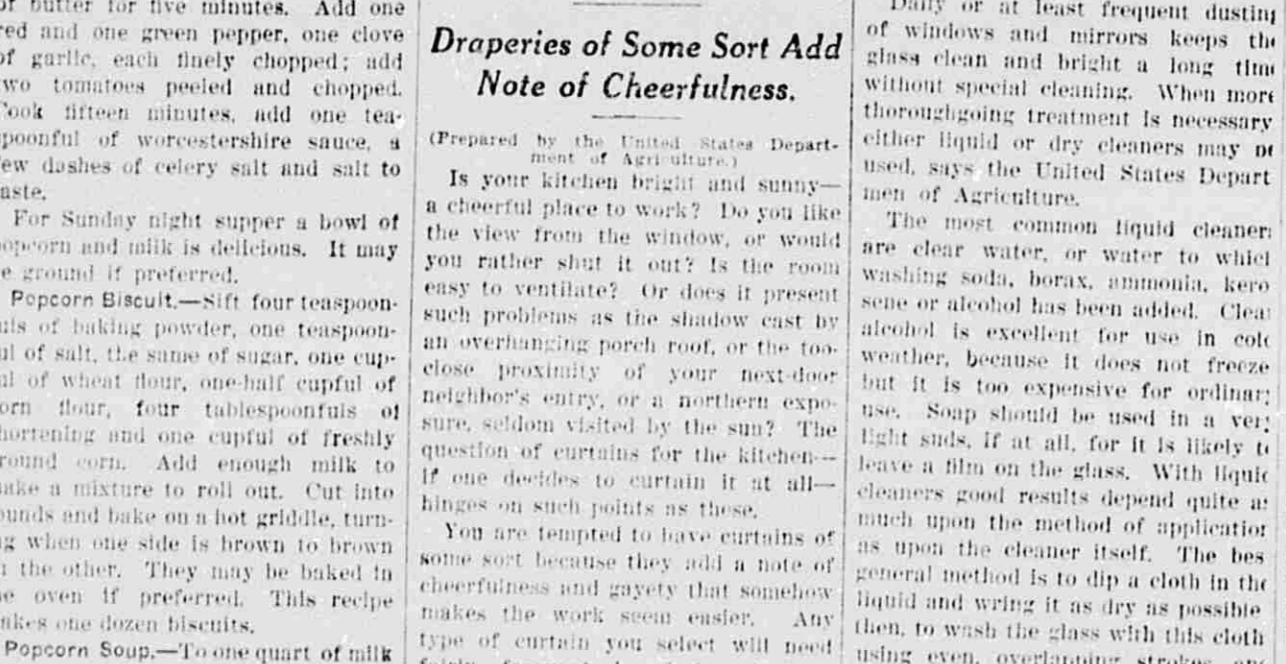 of butter for five minutes. Add one
red and one green pepper, one clove
of garlic, each finely chopped; add
two tomatoes peeled and chopped.
Cook fifteen minutes, add one tea-
spoonful of worcestershire sauce, a
few dashes of celery salt and salt to
taste.
For Sunday night supper a bowl of
popcorn and milk is delicious. It may
be ground if preferred.
Popcorn Biscuit.—Sift four teaspoon-
fuls of baking powder, one teaspoon-
ful of salt, the same of sugar, one cup-
ful of wheat flour, one-half cupful of
corn flour, four tablespoonfuls of
shortening and one cupful of freshly
ground corn. Add enough milk to
make a mixture to roll out. Cut into
rounds and bake on a hot griddle, turn-
ing when one side is brown to brown
on the other. They may be baked in
the oven if preferred. This recipe
makes one dozen biscuits.
Popcorn Soup.—To one quart of milk
Draperies of Some Sort Add
Note of Cheerfulness.
(Prepared by the United States Depart-
ment of Agriculture.)
Is your kitchen bright and sunny—
a cheerful place to work? Do you like
the view from the window, or would
you rather shut it out? Is the room
easy to ventilate? Or does it present
such problems as the shadow cast by
an overhanging porch roof, or the too-
close proximity of your next-door
neighbor's entry, or a northern expo-
sure, seldom visited by the sun? The
question of curtains for the kitchen—
if one decides to curtain it at all—
hinges on such points as these.
You are tempted to have curtains of
some sort because they add a note of
cheerfulness and gayety that somehow
makes the work seem easier. Any
type of curtain you select will need
Daily or at least frequent dusting
of windows and mirrors keeps the
glass clean and bright a long time
without special cleaning. When more
thoroughgoing treatment is necessary
either liquid or dry cleaners may be
used, says the United States Depart
men of Agriculture.
The most common liquid cleaners
are clear water, or water to which
washing soda, borax, ammonia, kero
sene or alcohol has been added. Clear
alcohol is excellent for use in cold
weather, because it does not freeze
but it is too expensive for ordinary
use. Soap should be used in a very
light suds, if at all, for it is likely to
leave a film on the glass. With liquid
cleaners good results depend quite as
much upon the method of application
as upon the cleaner itself. The best
general method is to dip a cloth in the
liquid and wring it as dry as possible
then, to wash the glass with this cloth
using even, overlapping strokes and